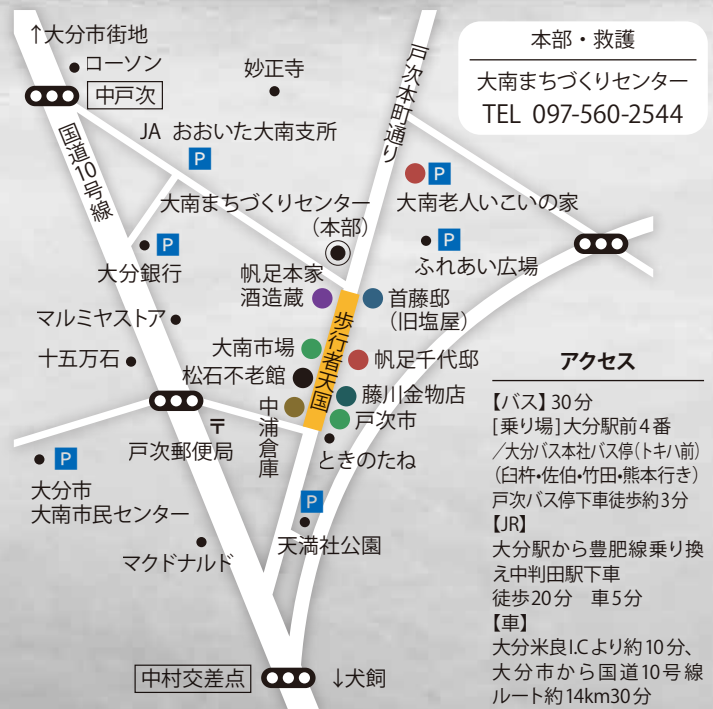 ↑大分市街地
ローソン
中戸次
妙正寺
戸次本町通り
国道10号線
JA おおいた大南支所
P
大南まちづくりセンター
(本部)
P
大南老人いこいの家
P
ふれあい広場
P
大分銀行
帆足本家
酒造蔵
首藤邸
(旧塩屋)
歩行者天国
マルミヤストア
大南市場
帆足千代邸
十五万石
松石不老館
藤川金物店
中浦倉庫
戸次市
〒
戸次郵便局
ときのたね
P
大分市
大南市民センター
P
天満社公園
マクドナルド
中村交差点
↓犬飼
本部・救護
大南まちづくりセンター
TEL 097-560-2544
アクセス
【バス】30分
[乗り場]大分駅前4番
/大分バス本社バス停(トキハ前)
(臼杵・佐伯・竹田・熊本行き)
戸次バス停下車徒歩約3分
【JR】
大分駅から豊肥線乗り換
え中判田駅下車
徒歩20分 車5分
【車】
大分米良I.Cより約10分、
大分市から国道10号線
ルート約14km30分